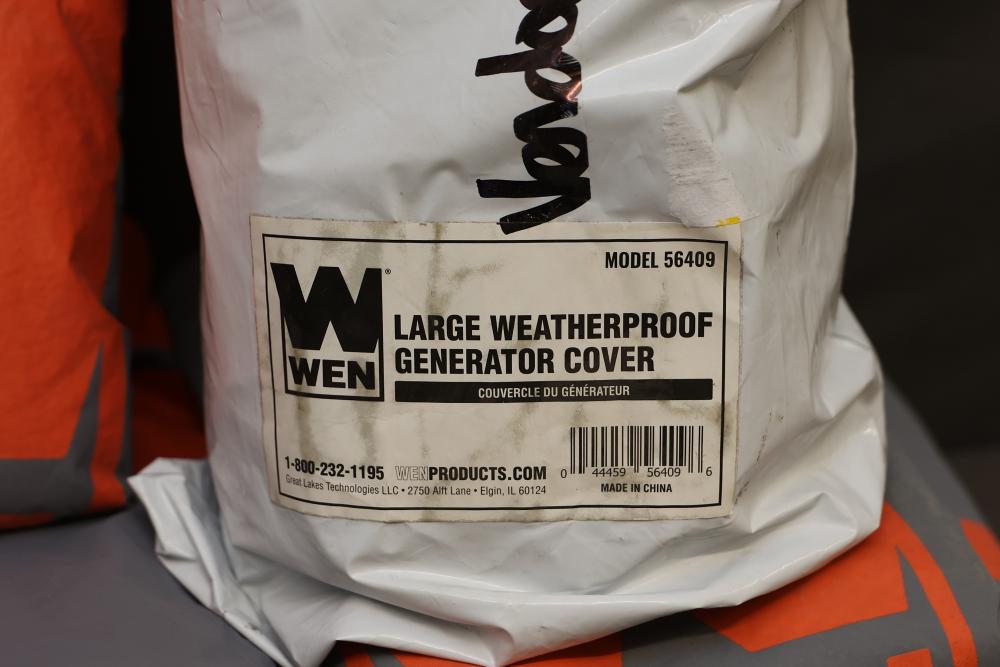 MODEL 56409
W®
WEN
LARGE WEATHERPROOF
GENERATOR COVER
COUVERCLE DU GÉNÉRATEUR
1-800-232-1195 WENPRODUCTS.COM
Great Lakes Technologies LLC • 2750 Alft Lane • Elgin, IL 60124
0 44459 56409 6
MADE IN CHINA